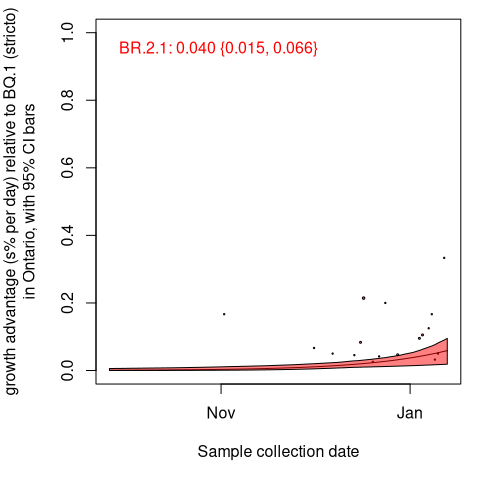 growth advantage (s% per day) relative to BQ.1 (stricto)
in Ontario, with 95% CI bars
BR.2.1: 0.040 {0.015, 0.066}
1.0
0.8
0.6
0.4
0.2
0.0
Nov Jan
Sample collection date